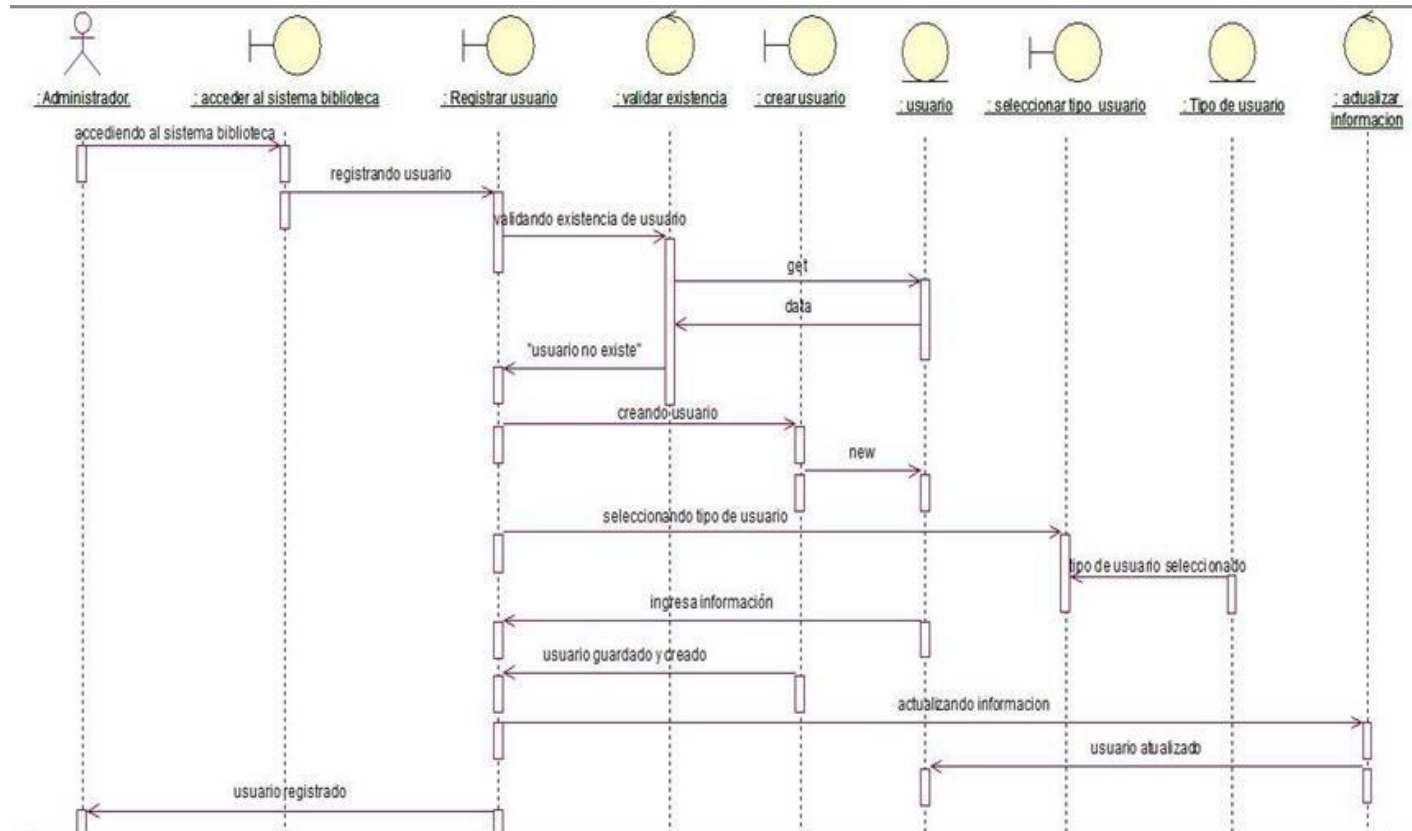 : Administrador
: acceder al sistema biblioteca
: Registrar usuario
: validar existencia
: crear usuario
: usuario
: seleccionar tipo usuario
: Tipo de usuario
: actualizar
informacion
accediendo al sistema biblioteca
registrando usuario
validando existencia de usuario
get
data
"usuario no existe"
creando usuario
new
seleccionando tipo de usuario
tipo de usuario seleccionado
ingresa información
usuario guardado y creado
actualizando informacion
usuario atualizado
usuario registrado